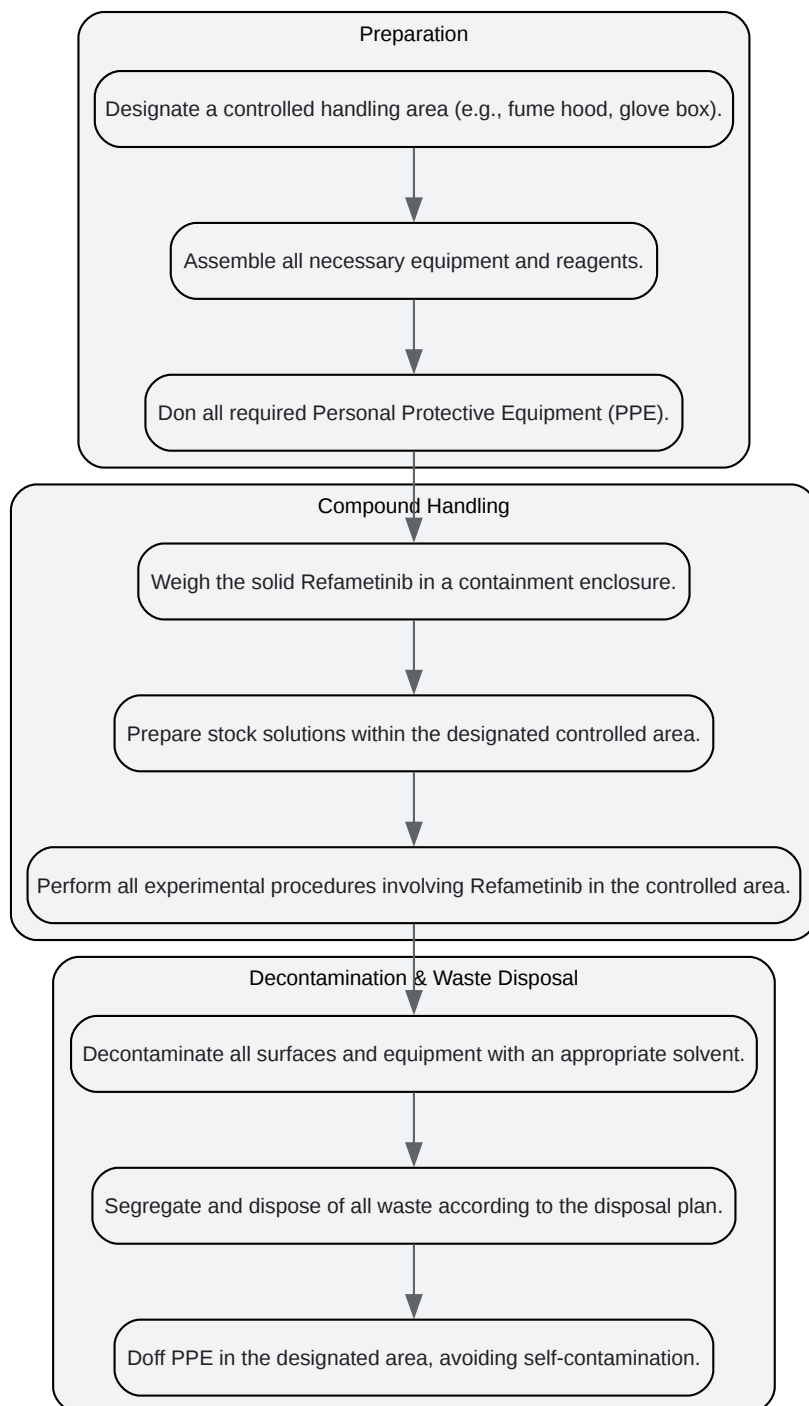 Preparation
Designate a controlled handling area (e.g., fume hood, glove box).
Assemble all necessary equipment and reagents.
Don all required Personal Protective Equipment (PPE).
Compound Handling
Weigh the solid Refametinib in a containment enclosure.
Prepare stock solutions within the designated controlled area.
Perform all experimental procedures involving Refametinib in the controlled area.
Decontamination & Waste Disposal
Decontaminate all surfaces and equipment with an appropriate solvent.
Segregate and dispose of all waste according to the disposal plan.
Doff PPE in the designated area, avoiding self-contamination.